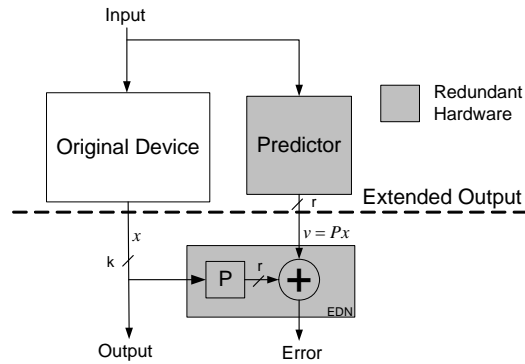 Input
Original Device
Predictor
Redundant
Hardware
r
Extended Output
x
v = Px
k
P
r
+
EDN
Output
Error